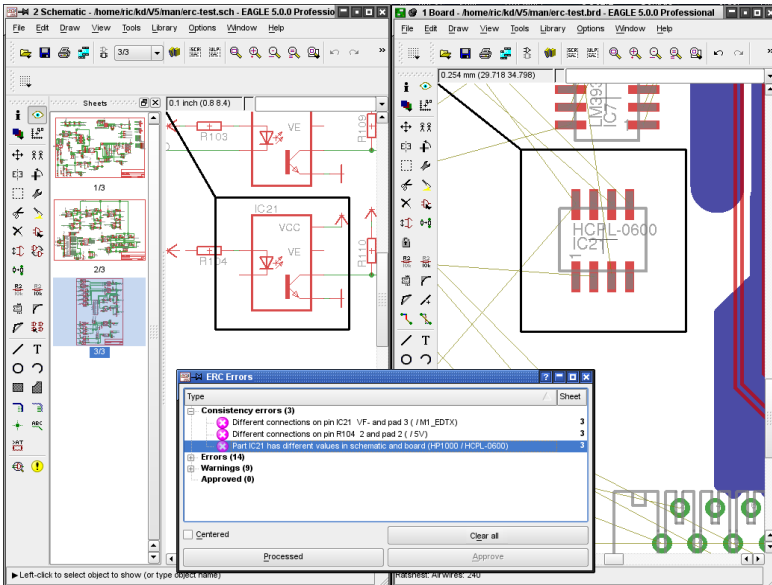 2 Schematic - /home/ric/kd/V5/man/erc-test.sch - EAGLE 5.0.0 Professional
File Edit Draw View Tools Library Options Window Help
3/3
Sheets
0.1 inch (0.8 8.4)
1/3
2/3
3/3
R103
VE
R109
IC21
VCC
VE
R104
R110
Left-click to select object to show (or type object name)
1 Board - /home/ric/kd/V5/man/erc-test.brd - EAGLE 5.0.0 Professional
File Edit Draw View Tools Library Options Window Help
0.254 mm (29.718 34.798)
LM393
IC7
1
HCPL-0600
IC21
1
Ratsnest: Airwires: 240
ERC Errors
Type Sheet
Consistency errors (3)
Different connections on pin IC21 VF- and pad 3 ( / M1_EDTX) 3
Different connections on pin R104 2 and pad 2 ( / 5V) 3
Part IC21 has different values in schematic and board (HP1000 / HCPL-0600) 3
Errors (14)
Warnings (9)
Approved (0)
Centered
Clear all
Processed
Approve